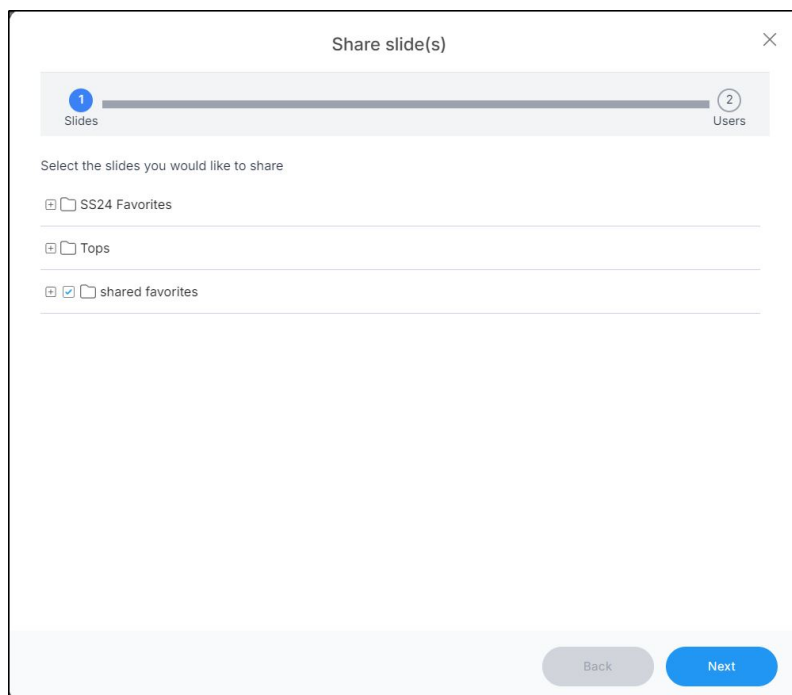 Share slide(s)
1
2
Slides
Users
Select the slides you would like to share
SS24 Favorites
Tops
shared favorites
Back
Next